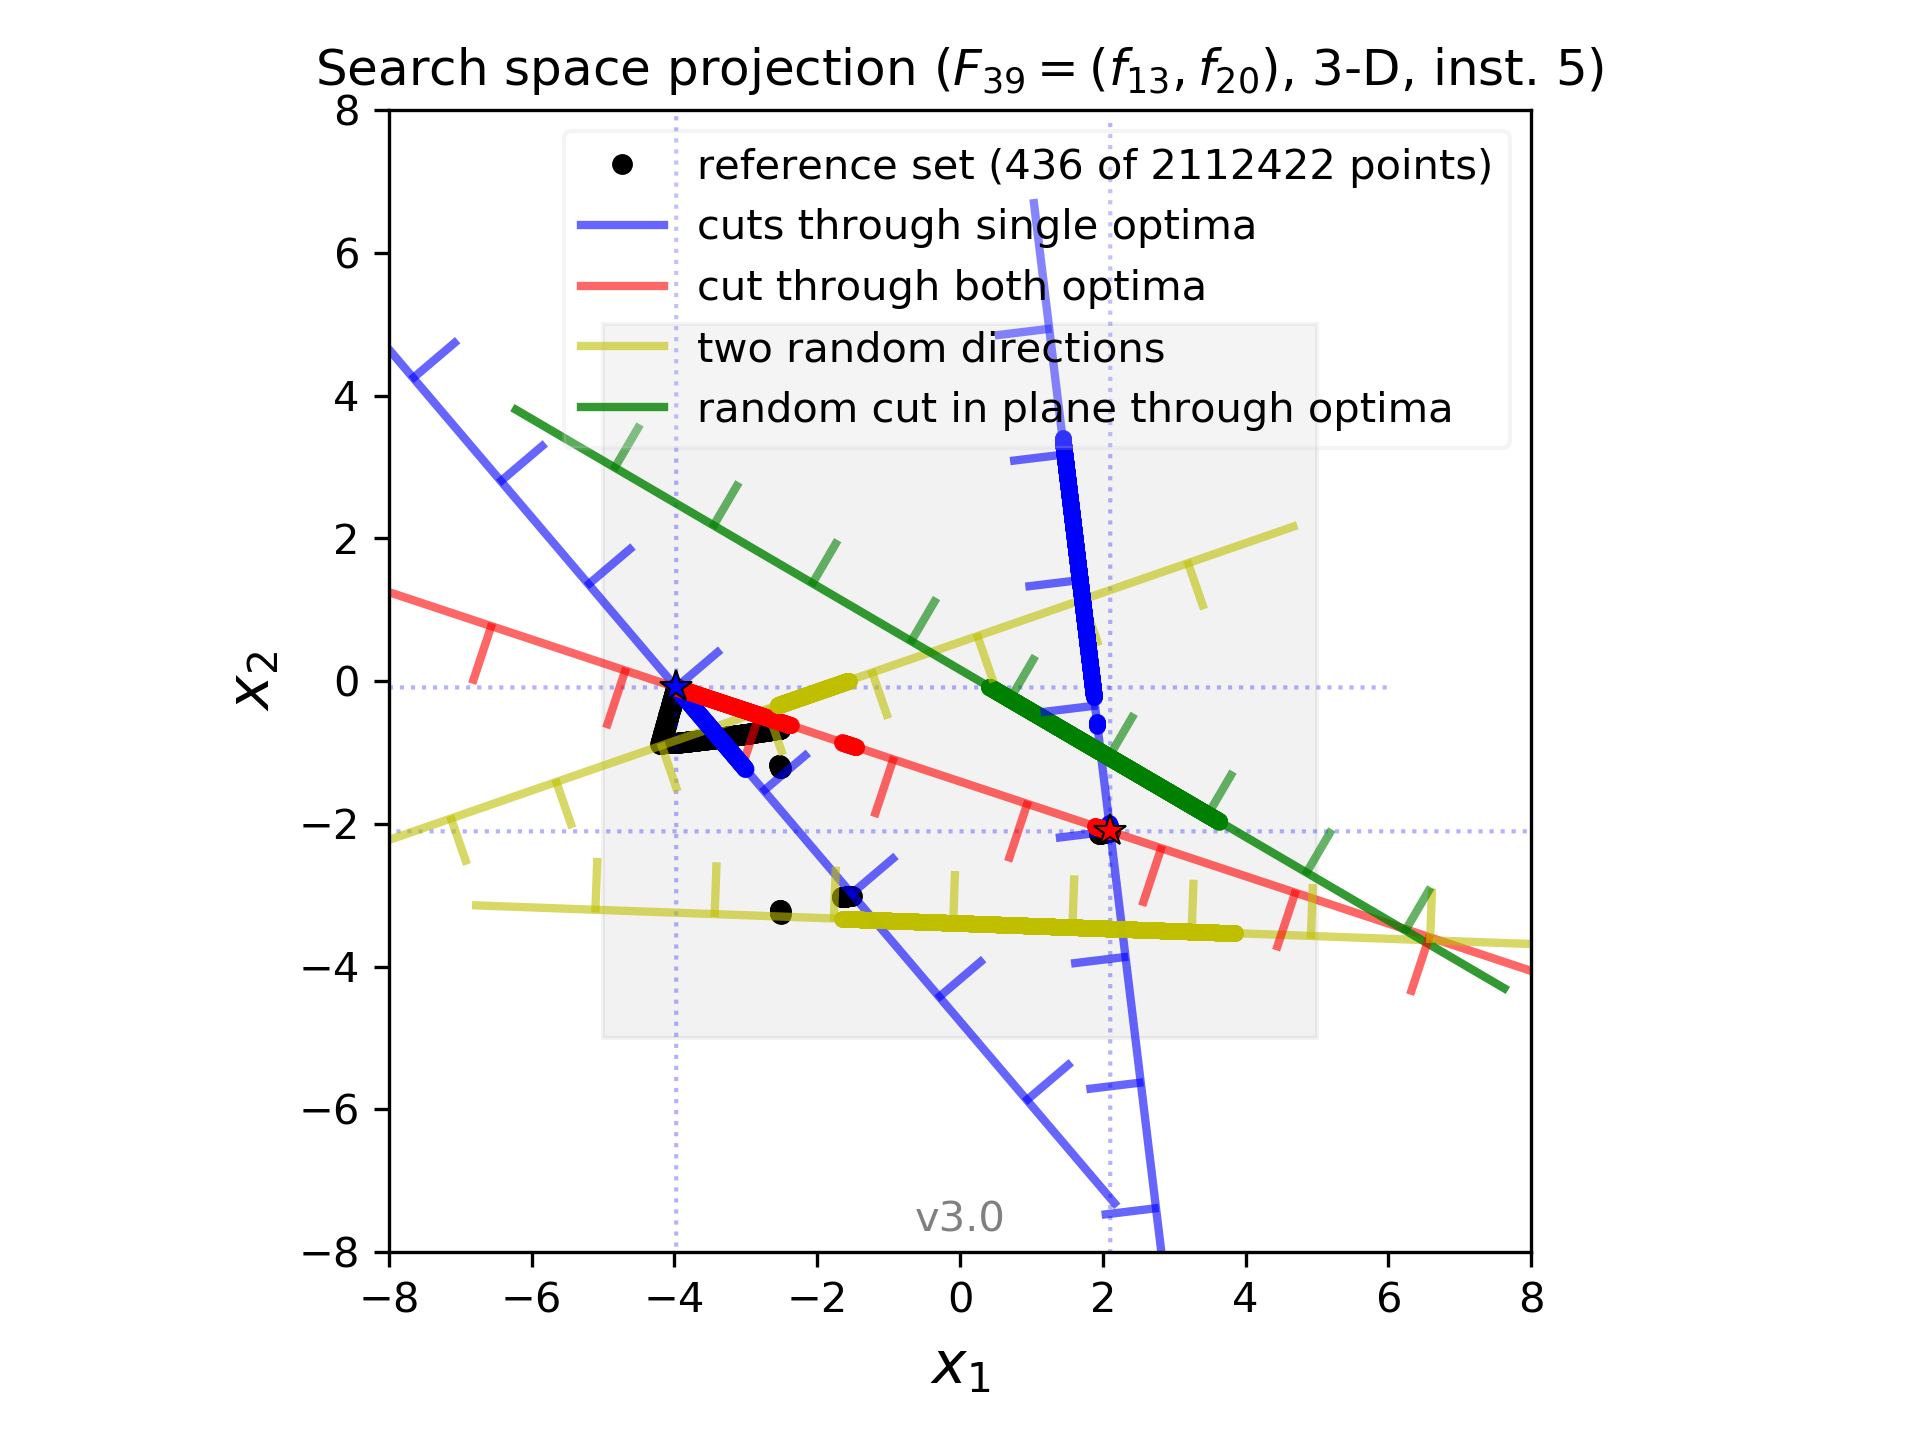 Search space projection (F₃₉ = (f₁₃, f₂₀), 3-D, inst. 5)
reference set (436 of 2112422 points)
cuts through single optima
cut through both optima
two random directions
random cut in plane through optima
8
6
4
2
0
−2
−4
−6
−8
x₂
v3.0
−8 −6 −4 −2 0 2 4 6 8
x₁